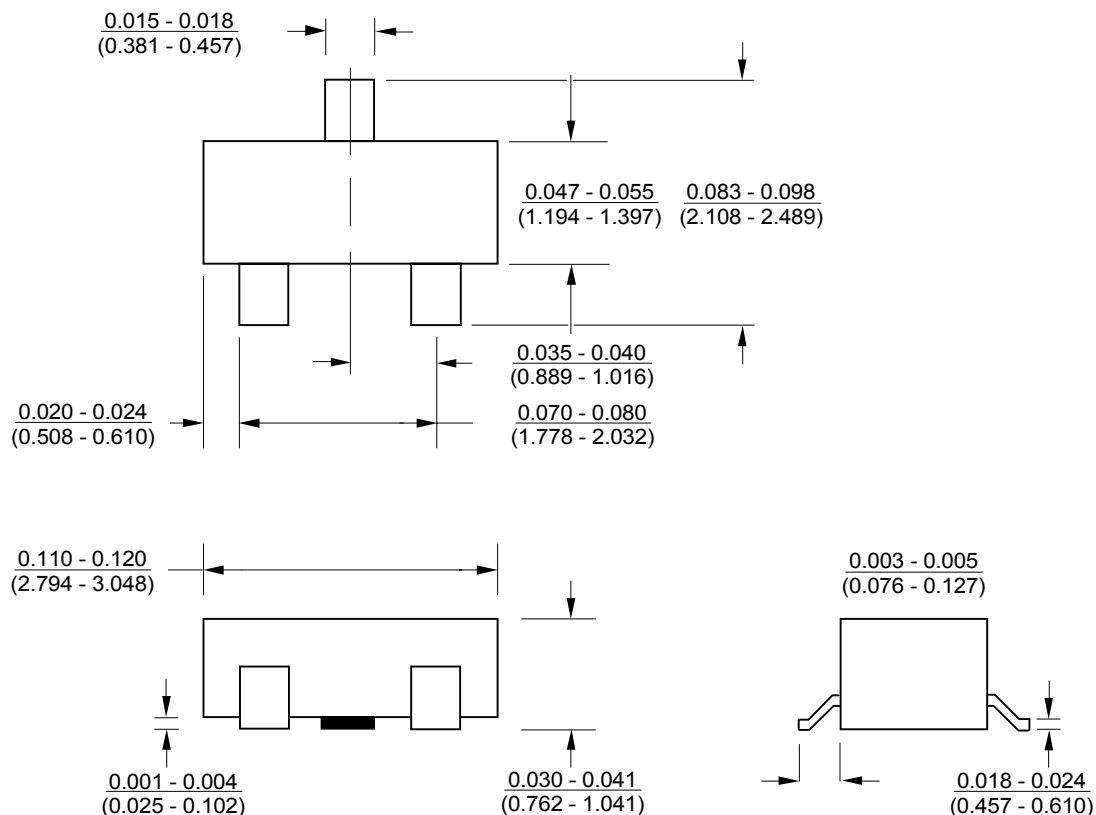 0.015 - 0.018
(0.381 - 0.457)
0.047 - 0.055
(1.194 - 1.397)
0.083 - 0.098
(2.108 - 2.489)
0.035 - 0.040
(0.889 - 1.016)
0.020 - 0.024
(0.508 - 0.610)
0.070 - 0.080
(1.778 - 2.032)
0.110 - 0.120
(2.794 - 3.048)
0.003 - 0.005
(0.076 - 0.127)
0.001 - 0.004
(0.025 - 0.102)
0.030 - 0.041
(0.762 - 1.041)
0.018 - 0.024
(0.457 - 0.610)